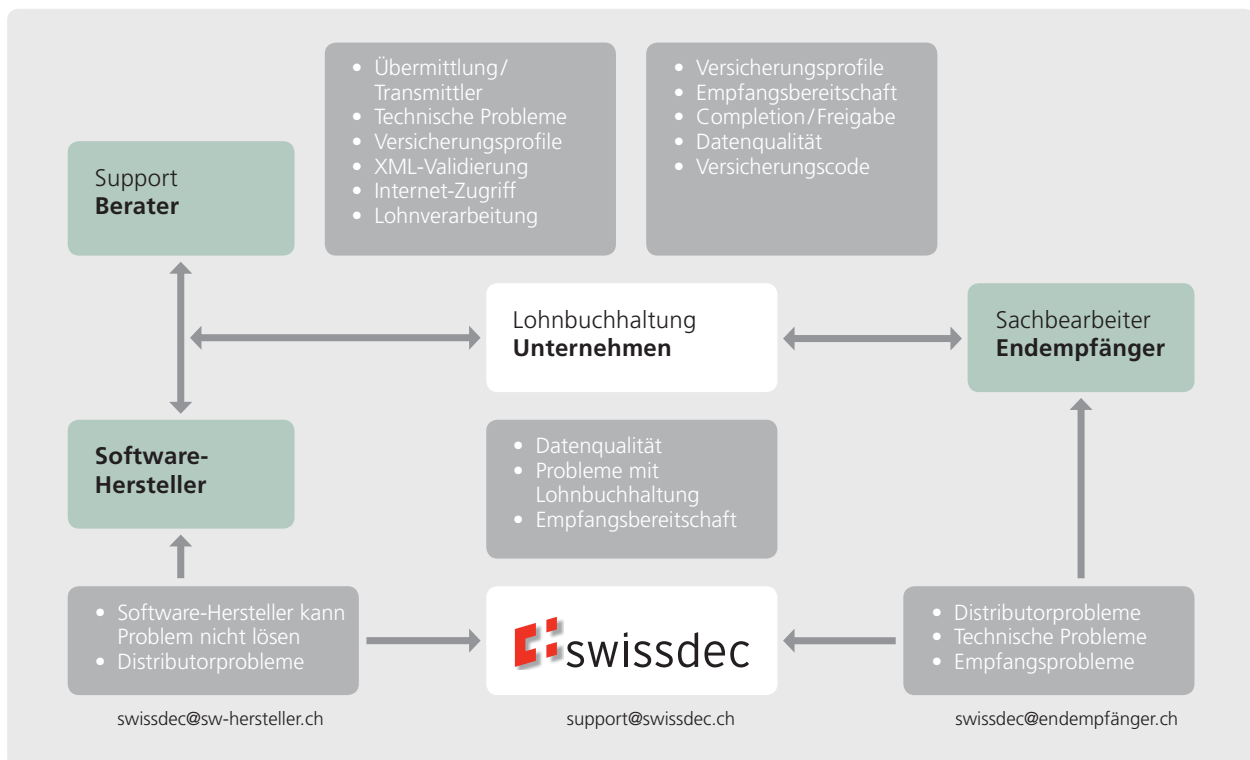 • Übermittlung/
Transmittler
• Technische Probleme
• Versicherungsprofile
• XML-Validierung
• Internet-Zugriff
• Lohnverarbeitung
• Versicherungsprofile
• Empfangsbereitschaft
• Completion/Freigabe
• Datenqualität
• Versicherungscode
Support
Berater
Lohnbuchhaltung
Unternehmen
Sachbearbeiter
Endempfänger
Software-
Hersteller
• Datenqualität
• Probleme mit
Lohnbuchhaltung
• Empfangsbereitschaft
• Software-Hersteller kann
Problem nicht lösen
• Distributorprobleme
swissdec
• Distributorprobleme
• Technische Probleme
• Empfangsprobleme
swissdec@sw-hersteller.ch
support@swissdec.ch
swissdec@endempfänger.ch